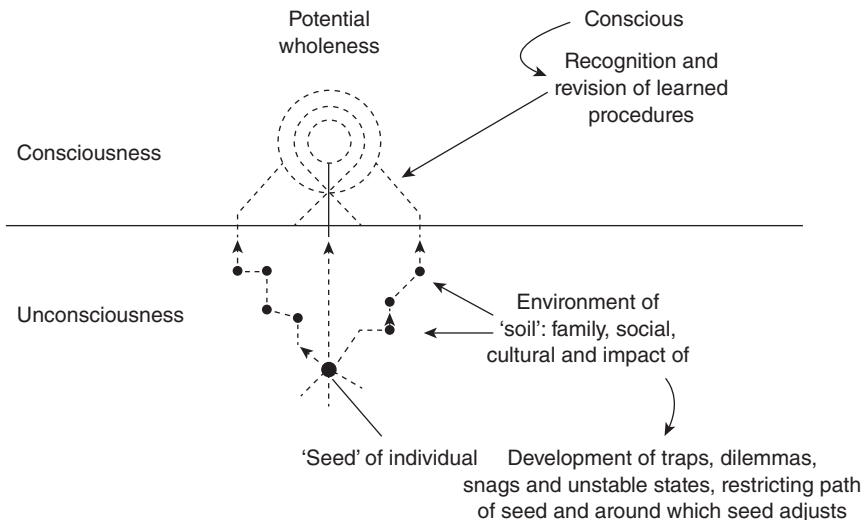 Potential
wholeness
Conscious
Recognition and
revision of learned
procedures
Consciousness
Unconsciousness
Environment of
‘soil’: family, social,
cultural and impact of
‘Seed’ of individual
Development of traps, dilemmas,
snags and unstable states, restricting path
of seed and around which seed adjusts